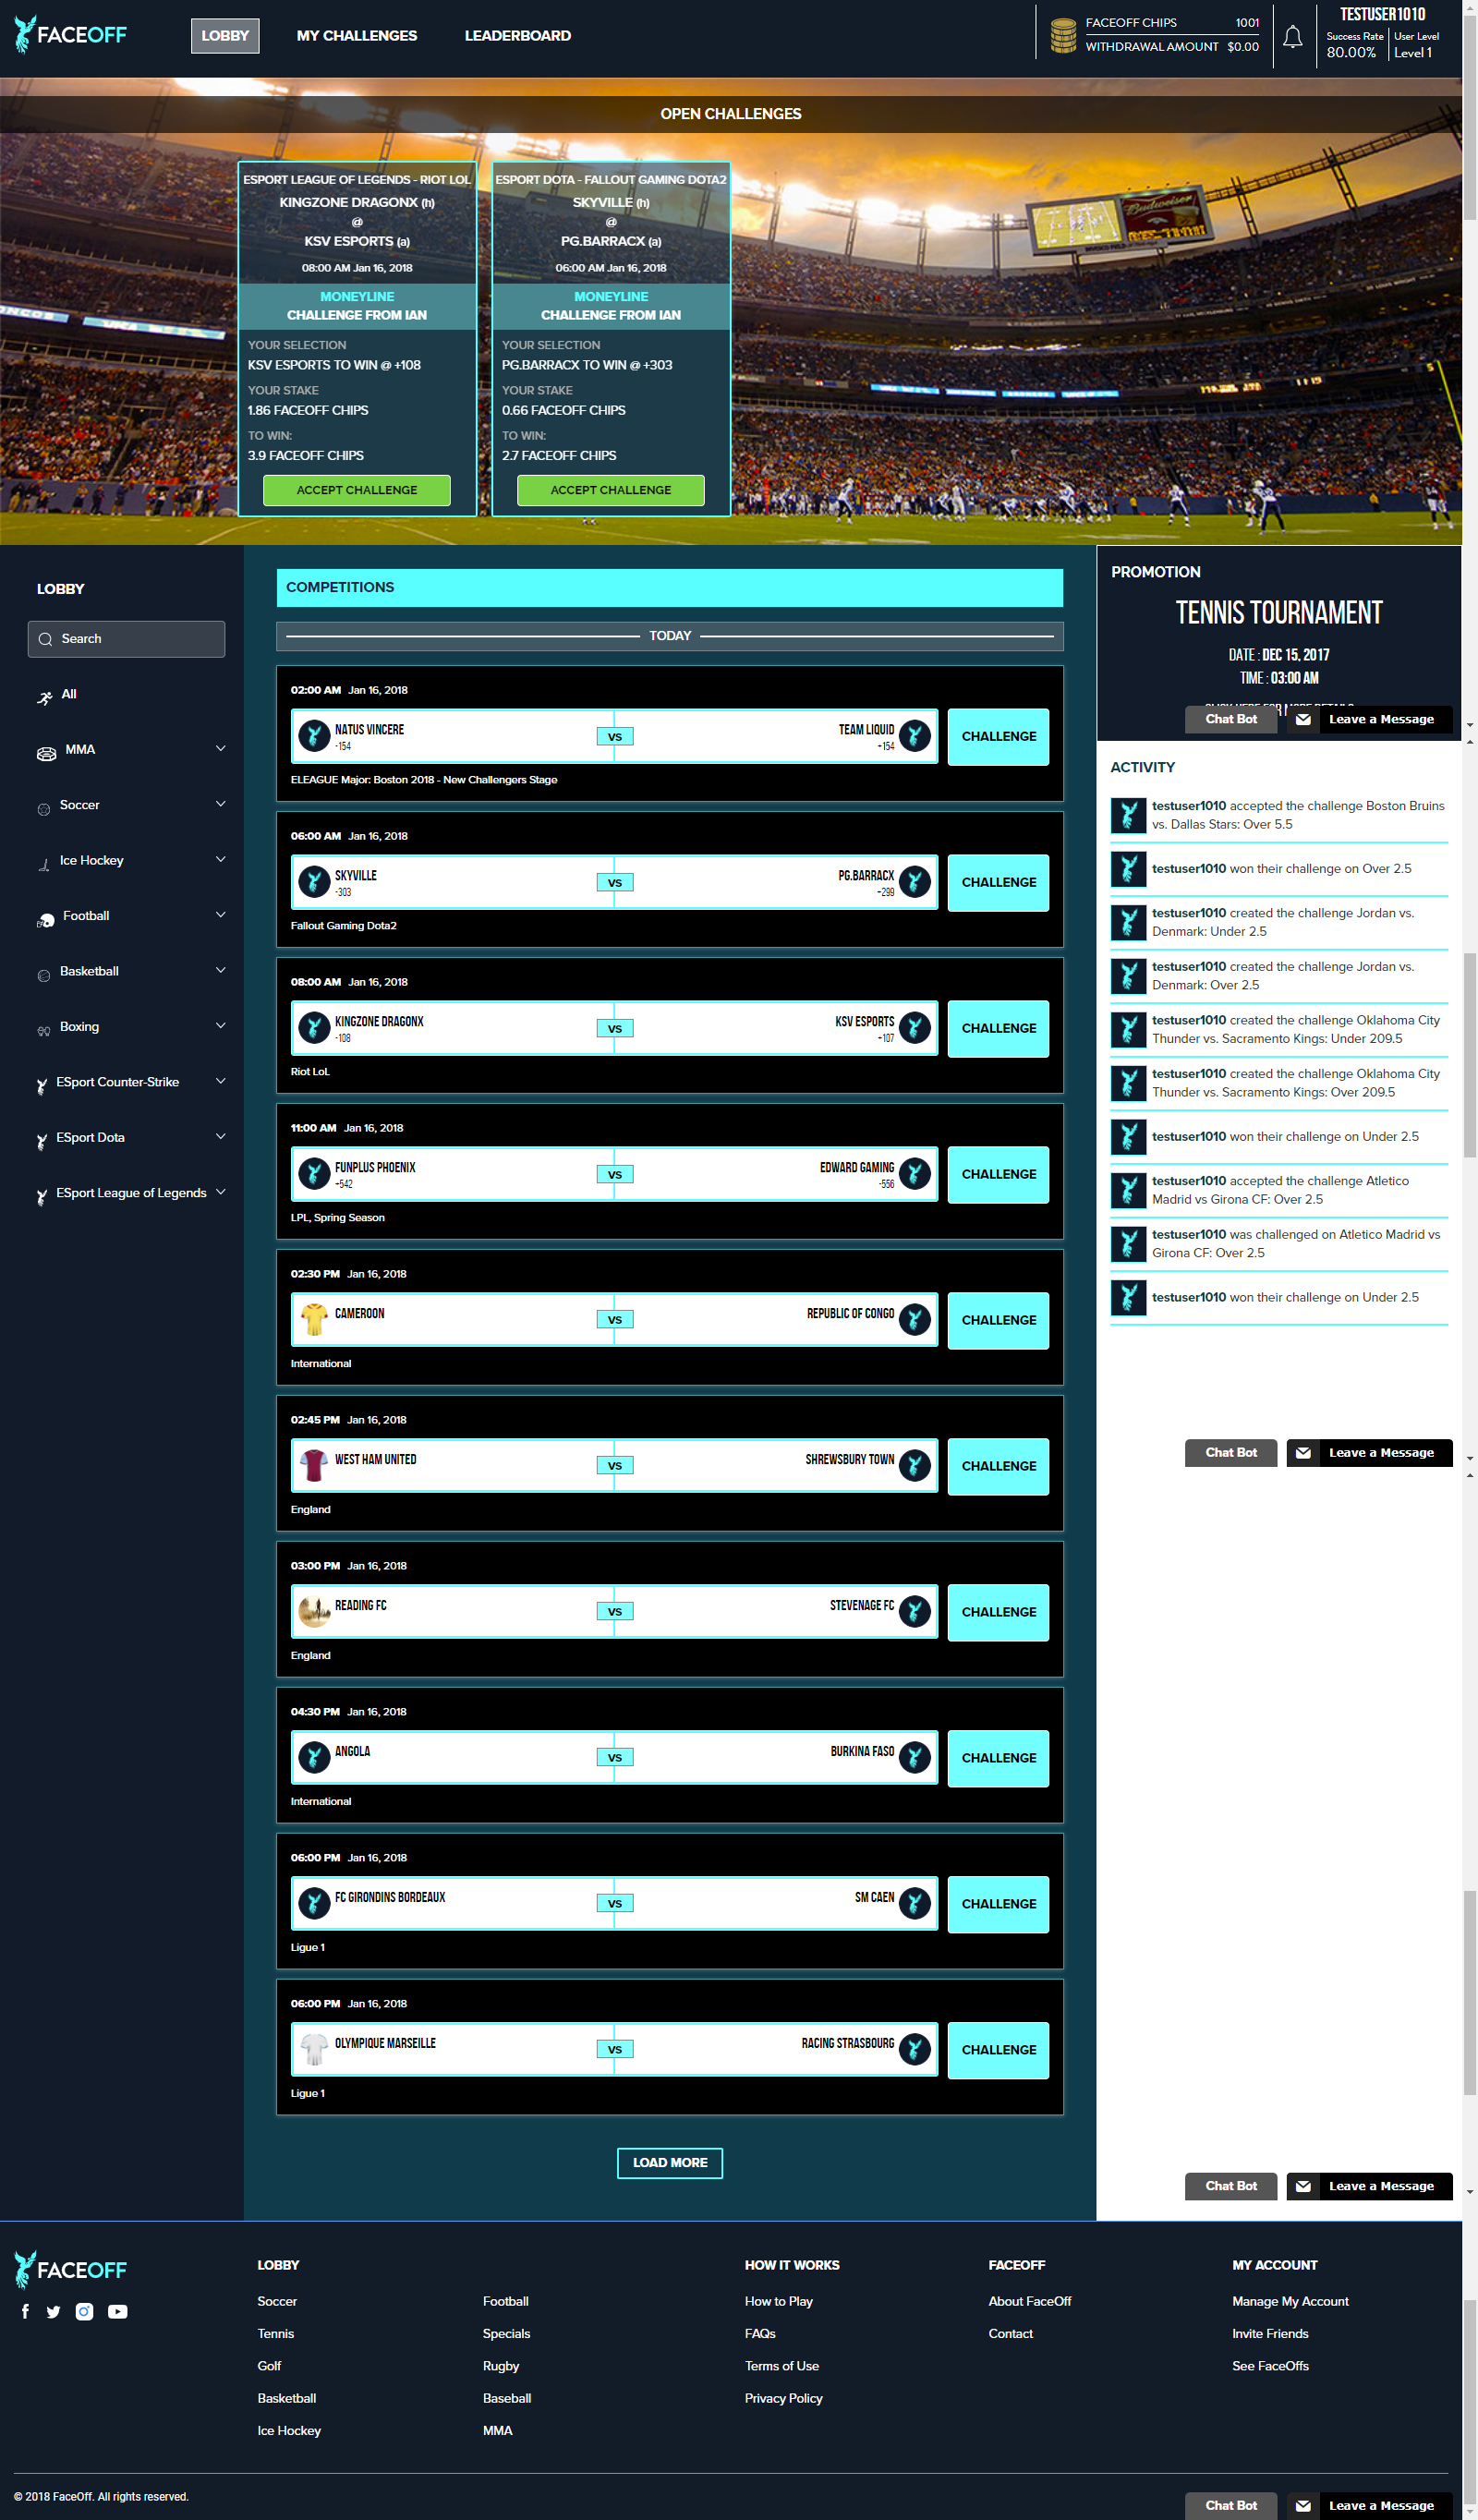 FACEOFF
LOBBY
MY CHALLENGES
LEADERBOARD
FACEOFF CHIPS 1001
WITHDRAWAL AMOUNT $0.00
TESTUSER1010
Success Rate
80.00%
User Level
Level 1
OPEN CHALLENGES
ESPORT LEAGUE OF LEGENDS - RIOT LOL
KINGZONE DRAGONX (h)
@
KSV ESPORTS (a)
08:00 AM Jan 16, 2018
MONEYLINE
CHALLENGE FROM IAN
YOUR SELECTION
KSV ESPORTS TO WIN @ +108
YOUR STAKE
1.86 FACEOFF CHIPS
TO WIN:
3.9 FACEOFF CHIPS
ACCEPT CHALLENGE
ESPORT DOTA - FALLOUT GAMING DOTA2
SKYVILLE (h)
@
PG.BARRACX (a)
06:00 AM Jan 16, 2018
MONEYLINE
CHALLENGE FROM IAN
YOUR SELECTION
PG.BARRACX TO WIN @ +303
YOUR STAKE
0.66 FACEOFF CHIPS
TO WIN:
2.7 FACEOFF CHIPS
ACCEPT CHALLENGE
Budweiser
LOBBY
Search
All
MMA
Soccer
Ice Hockey
Football
Basketball
Boxing
ESport Counter-Strike
ESport Dota
ESport League of Legends
COMPETITIONS
TODAY
02:00 AM Jan 16, 2018
NATUS VINCERE
-154
VS
TEAM LIQUID
+154
CHALLENGE
ELEAGUE Major: Boston 2018 - New Challengers Stage
06:00 AM Jan 16, 2018
SKYVILLE
-303
VS
PG.BARRACX
+299
CHALLENGE
Fallout Gaming Dota2
08:00 AM Jan 16, 2018
KINGZONE DRAGONX
-108
VS
KSV ESPORTS
+107
CHALLENGE
Riot LoL
11:00 AM Jan 16, 2018
FUNPLUS PHOENIX
+542
VS
EDWARD GAMING
-556
CHALLENGE
LPL, Spring Season
02:30 PM Jan 16, 2018
CAMEROON
VS
REPUBLIC OF CONGO
CHALLENGE
International
02:45 PM Jan 16, 2018
WEST HAM UNITED
VS
SHREWSBURY TOWN
CHALLENGE
England
03:00 PM Jan 16, 2018
READING FC
VS
STEVENAGE FC
CHALLENGE
England
04:30 PM Jan 16, 2018
ANGOLA
VS
BURKINA FASO
CHALLENGE
International
06:00 PM Jan 16, 2018
FC GIRONDINS BORDEAUX
VS
SM CAEN
CHALLENGE
Ligue 1
06:00 PM Jan 16, 2018
OLYMPIQUE MARSEILLE
VS
RACING STRASBOURG
CHALLENGE
Ligue 1
LOAD MORE
PROMOTION
TENNIS TOURNAMENT
DATE : DEC 15, 2017
TIME : 03:00 AM
Chat Bot
Leave a Message
ACTIVITY
testuser1010 accepted the challenge Boston Bruins
vs. Dallas Stars: Over 5.5
testuser1010 won their challenge on Over 2.5
testuser1010 created the challenge Jordan vs.
Denmark: Under 2.5
testuser1010 created the challenge Jordan vs.
Denmark: Over 2.5
testuser1010 created the challenge Oklahoma City
Thunder vs. Sacramento Kings: Under 209.5
testuser1010 created the challenge Oklahoma City
Thunder vs. Sacramento Kings: Over 209.5
testuser1010 won their challenge on Under 2.5
testuser1010 accepted the challenge Atletico
Madrid vs Girona CF: Over 2.5
testuser1010 was challenged on Atletico Madrid vs
Girona CF: Over 2.5
testuser1010 won their challenge on Under 2.5
Chat Bot
Leave a Message
Chat Bot
Leave a Message
FACEOFF
LOBBY
Soccer
Tennis
Golf
Basketball
Ice Hockey
Football
Specials
Rugby
Baseball
MMA
HOW IT WORKS
How to Play
FAQs
Terms of Use
Privacy Policy
FACEOFF
About FaceOff
Contact
MY ACCOUNT
Manage My Account
Invite Friends
See FaceOffs
© 2018 FaceOff. All rights reserved.
Chat Bot
Leave a Message